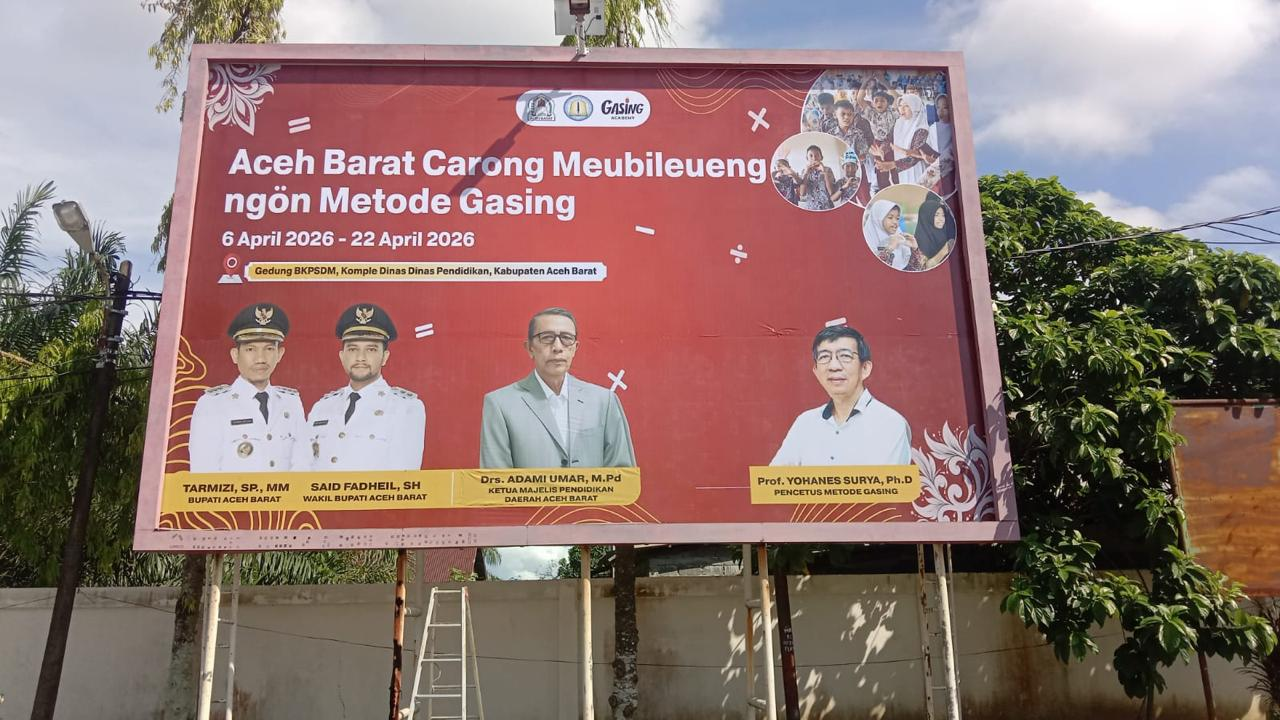 GASING
ACADEMY
Aceh Barat Carong Meubileueng
ngön Metode Gasing
6 April 2026 - 22 April 2026
Gedung BKPSDM, Komple Dinas Dinas Pendidikan, Kabupaten Aceh Barat
TARMIZI, SP., MM
BUPATI ACEH BARAT
SAID FADHEIL, SH
WAKIL BUPATI ACEH BARAT
Drs. ADAMI UMAR, M.Pd
KETUA MAJELIS PENDIDIKAN
DAERAH ACEH BARAT
Prof. YOHANES SURYA, Ph.D
PENCETUS METODE GASING